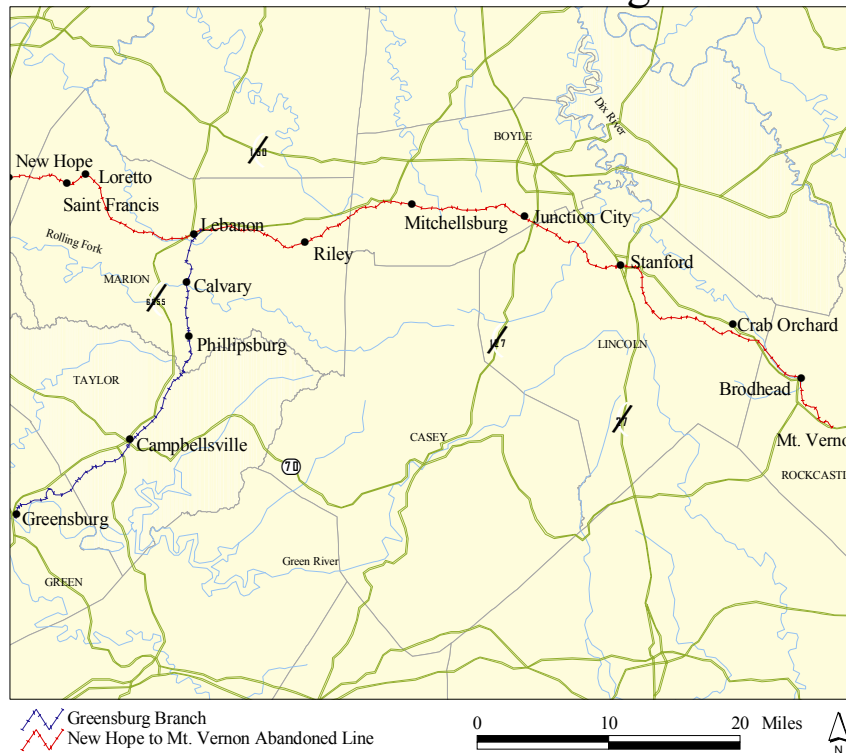 BOYLE
Dix River
150
New Hope
Loretto
Saint Francis
Lebanon
Mitchellsburg
Junction City
Rolling Fork
Riley
Stanford
MARION
Calvary
Phillipsburg
127
LINCOLN
Crab Orchard
TAYLOR
Brodhead
27
Campbellsville
CASEY
Mt. Verno
70
ROCKCASTL
Greensburg
Green River
GREEN
Greensburg Branch
New Hope to Mt. Vernon Abandoned Line
0 10 20 Miles
N